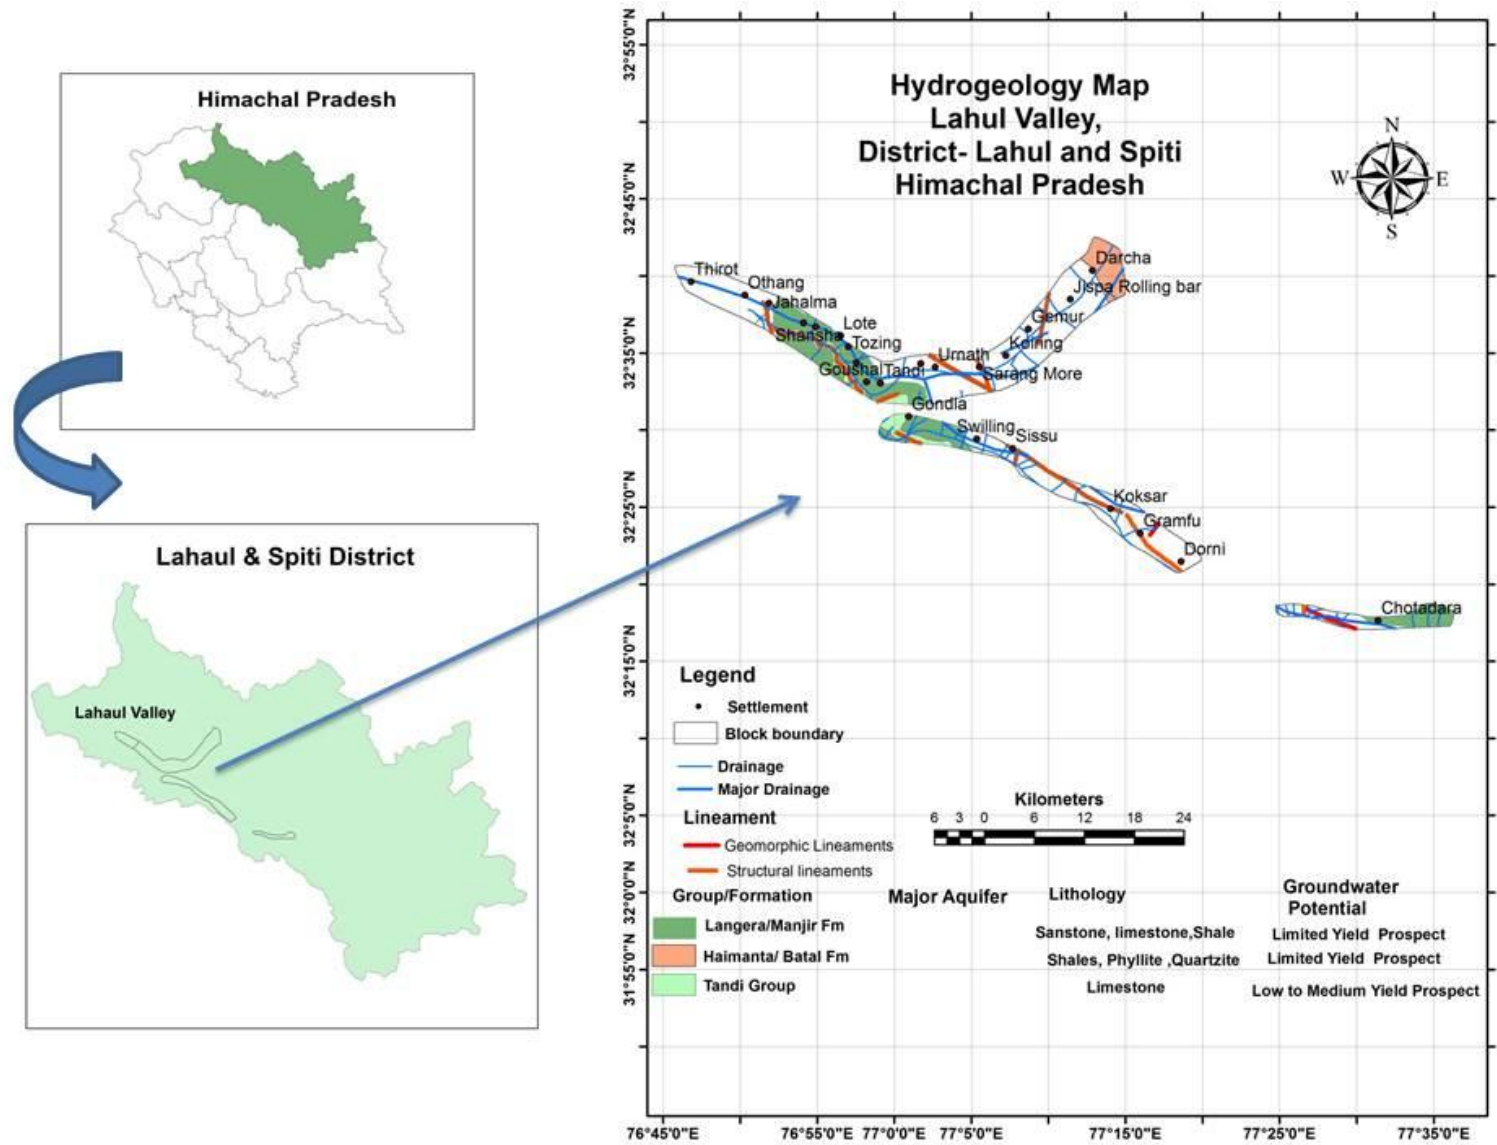 Himachal Pradesh
Lahaul & Spiti District
Lahaul Valley
Hydrogeology Map
Lahul Valley,
District- Lahul and Spiti
Himachal Pradesh
N
W
E
S
32°55'0"N
32°45'0"N
32°35'0"N
32°25'0"N
32°15'0"N
32°5'0"N
32°0'0"N
31°55'0"N
Thirot
Othang
Jahalma
Shansha
Lote
Tozing
Goushal
Tandi
Urnath
Sarang More
Koiring
Gemur
Jispa Rolling bar
Darcha
Gondla
Swilling
Sissu
Koksar
Gramfu
Dorni
Chotadara
Legend
Settlement
Block boundary
Drainage
Major Drainage
Lineament
Geomorphic Lineaments
Structural lineaments
Kilometers
6 3 0 6 12 18 24
Group/Formation Major Aquifer Lithology Groundwater
Potential
Langera/Manjir Fm Sanstone, limestone,Shale Limited Yield Prospect
Haimanta/ Batal Fm Shales, Phyllite ,Quartzite Limited Yield Prospect
Tandi Group Limestone Low to Medium Yield Prospect
76°45'0"E 76°55'0"E 77°0'0"E 77°5'0"E 77°15'0"E 77°25'0"E 77°35'0"E